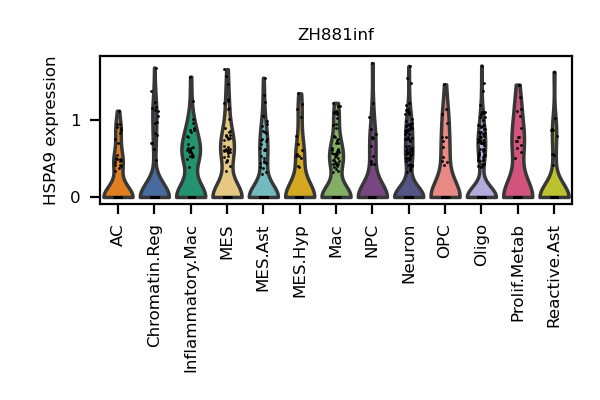 ZH881inf
HSPA9 expression
1
0
AC
Chromatin.Reg
Inflammatory.Mac
MES
MES.Ast
MES.Hyp
Mac
NPC
Neuron
OPC
Oligo
Prolif.Metab
Reactive.Ast